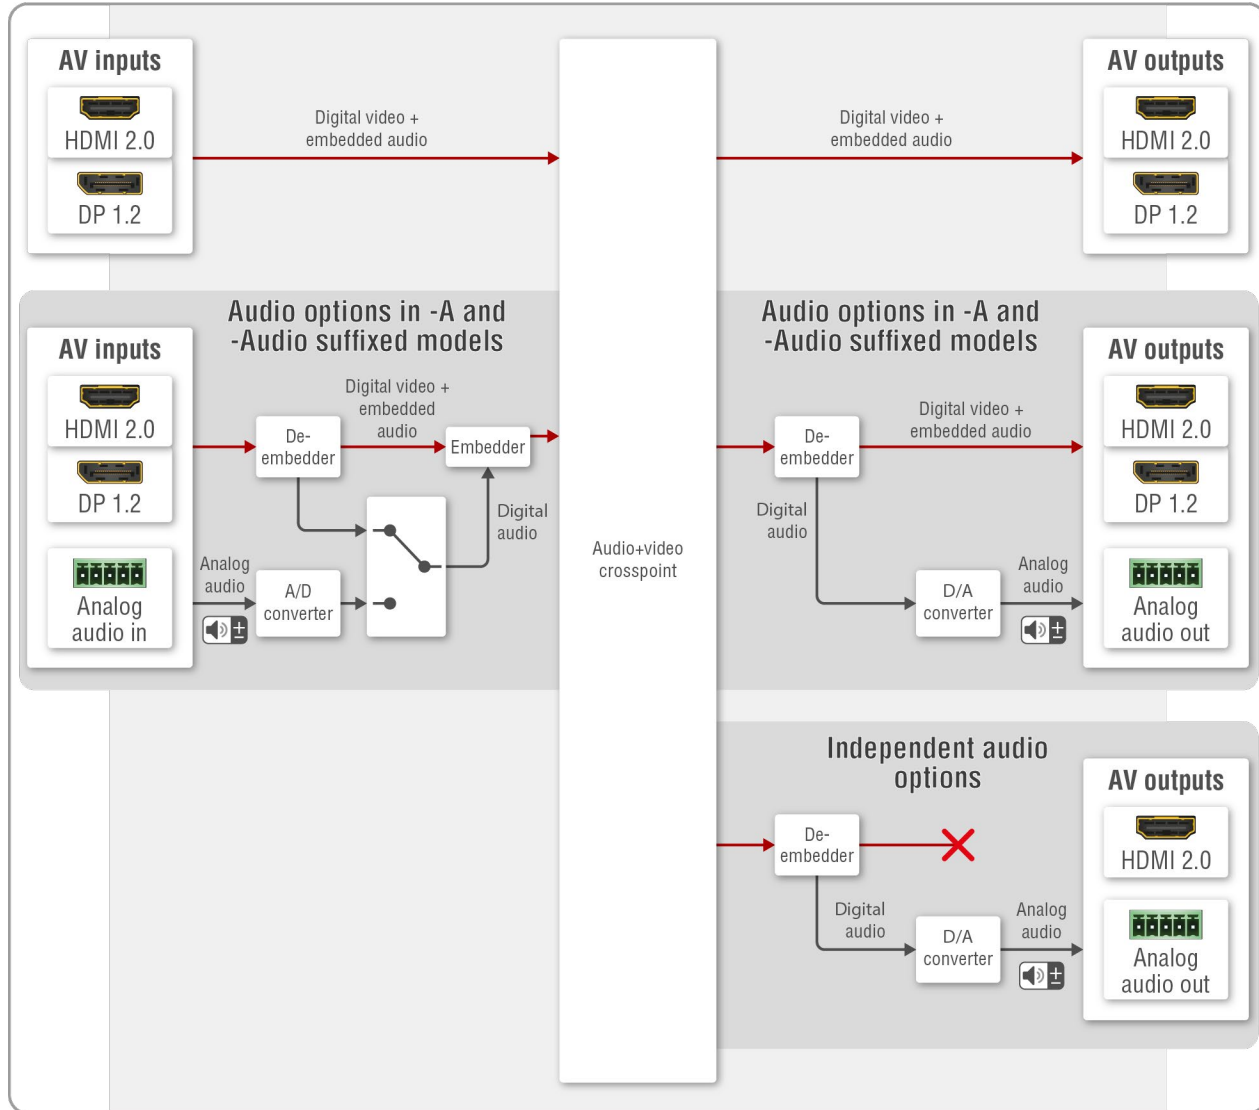 AV inputs
HDMI 2.0
DP 1.2
Digital video +
embedded audio
Digital video +
embedded audio
AV outputs
HDMI 2.0
DP 1.2
Audio options in -A and
-Audio suffixed models
AV inputs
HDMI 2.0
DP 1.2
Analog
audio in
De-
embedder
Digital video +
embedded
audio
Embedder
Digital
audio
Analog
audio
A/D
converter
Audio+video
crosspoint
Audio options in -A and
-Audio suffixed models
De-
embedder
Digital video +
embedded audio
Digital
audio
D/A
converter
Analog
audio
AV outputs
HDMI 2.0
DP 1.2
Analog
audio out
Independent audio
options
De-
embedder
Digital
audio
D/A
converter
Analog
audio
AV outputs
HDMI 2.0
Analog
audio out